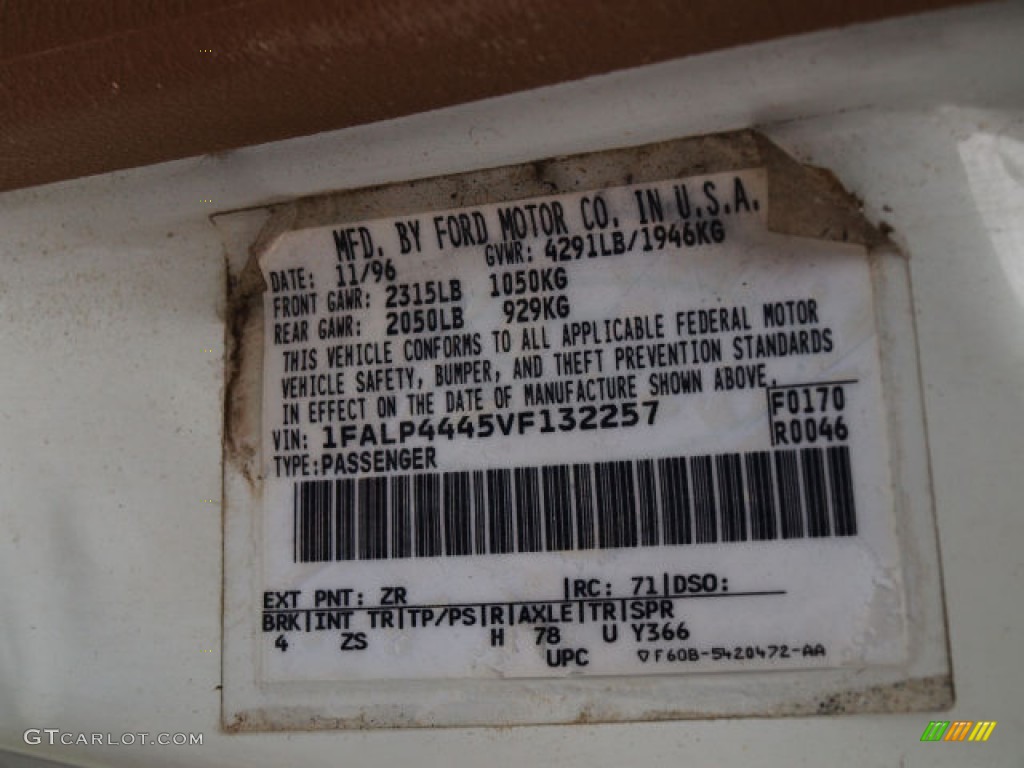 MFD. BY FORD MOTOR CO. IN U.S.A.
DATE: 11/96 GVWR: 4291LB/1946KG
FRONT GAWR: 2315LB 1050KG
REAR GAWR: 2050LB 929KG
THIS VEHICLE CONFORMS TO ALL APPLICABLE FEDERAL MOTOR
VEHICLE SAFETY, BUMPER, AND THEFT PREVENTION STANDARDS
IN EFFECT ON THE DATE OF MANUFACTURE SHOWN ABOVE.
VIN: 1FALP4445VF132257 F0170
TYPE:PASSENGER R0046
EXT PNT: ZR |RC: 71|DSO:
BRK|INT TR|TP/PS|R|AXLE|TR|SPR
4 ZS H 78 U Y366
UPC ▽F60B-5420472-AA
GTCARLOT.COM